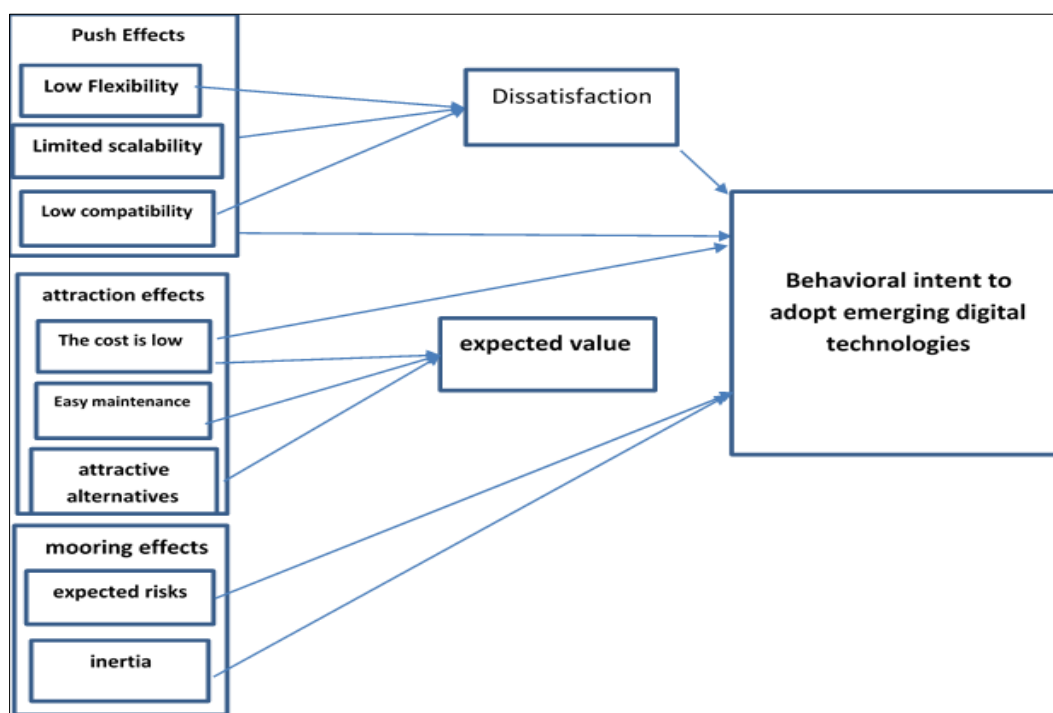 Push Effects
Low Flexibility
Limited scalability
Low compatibility
Dissatisfaction
attraction effects
The cost is low
Easy maintenance
attractive
alternatives
expected value
mooring effects
expected risks
inertia
Behavioral intent to
adopt emerging digital
technologies